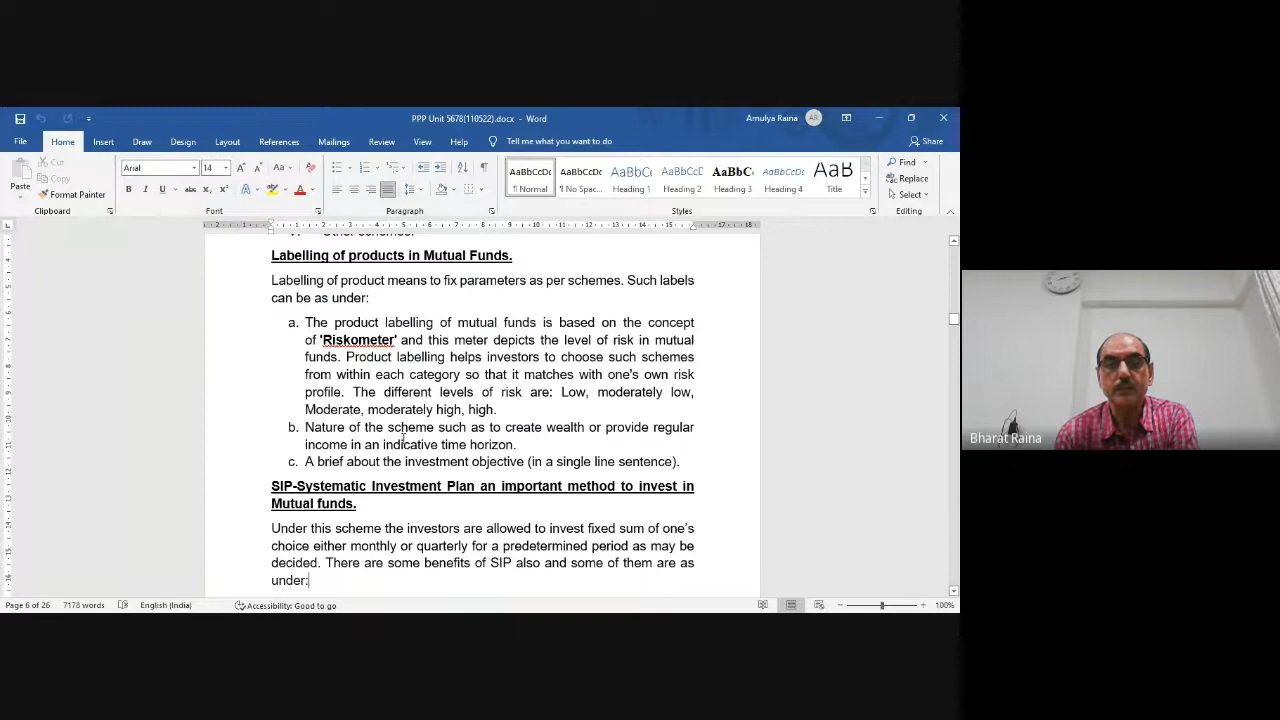 PPP Unit 5678(110522).docx - Word
Amulya Raina
AR
File
Home
Insert
Draw
Design
Layout
References
Mailings
Review
View
Help
Tell me what you want to do
Share
Paste
Cut
Copy
Format Painter
Clipboard
Arial
14
Font
Paragraph
AaBbCcDc
¶ Normal
AaBbCcDc
¶ No Spac...
AaBbC(
Heading 1
AaBbCcC
Heading 2
AaBbC
Heading 3
AaBbCcDc
Heading 4
AaB
Title
Styles
Find
Replace
Select
Editing
Other schemes.
Labelling of products in Mutual Funds.
Labelling of product means to fix parameters as per schemes. Such labels
can be as under:
a. The product labelling of mutual funds is based on the concept
of 'Riskometer' and this meter depicts the level of risk in mutual
funds. Product labelling helps investors to choose such schemes
from within each category so that it matches with one's own risk
profile. The different levels of risk are: Low, moderately low,
Moderate, moderately high, high.
b. Nature of the scheme such as to create wealth or provide regular
income in an indicative time horizon.
c. A brief about the investment objective (in a single line sentence).
SIP-Systematic Investment Plan an important method to invest in
Mutual funds.
Under this scheme the investors are allowed to invest fixed sum of one's
choice either monthly or quarterly for a predetermined period as may be
decided. There are some benefits of SIP also and some of them are as
under:
Page 6 of 26
7178 words
English (India)
Accessibility: Good to go
100%
Bharat Raina